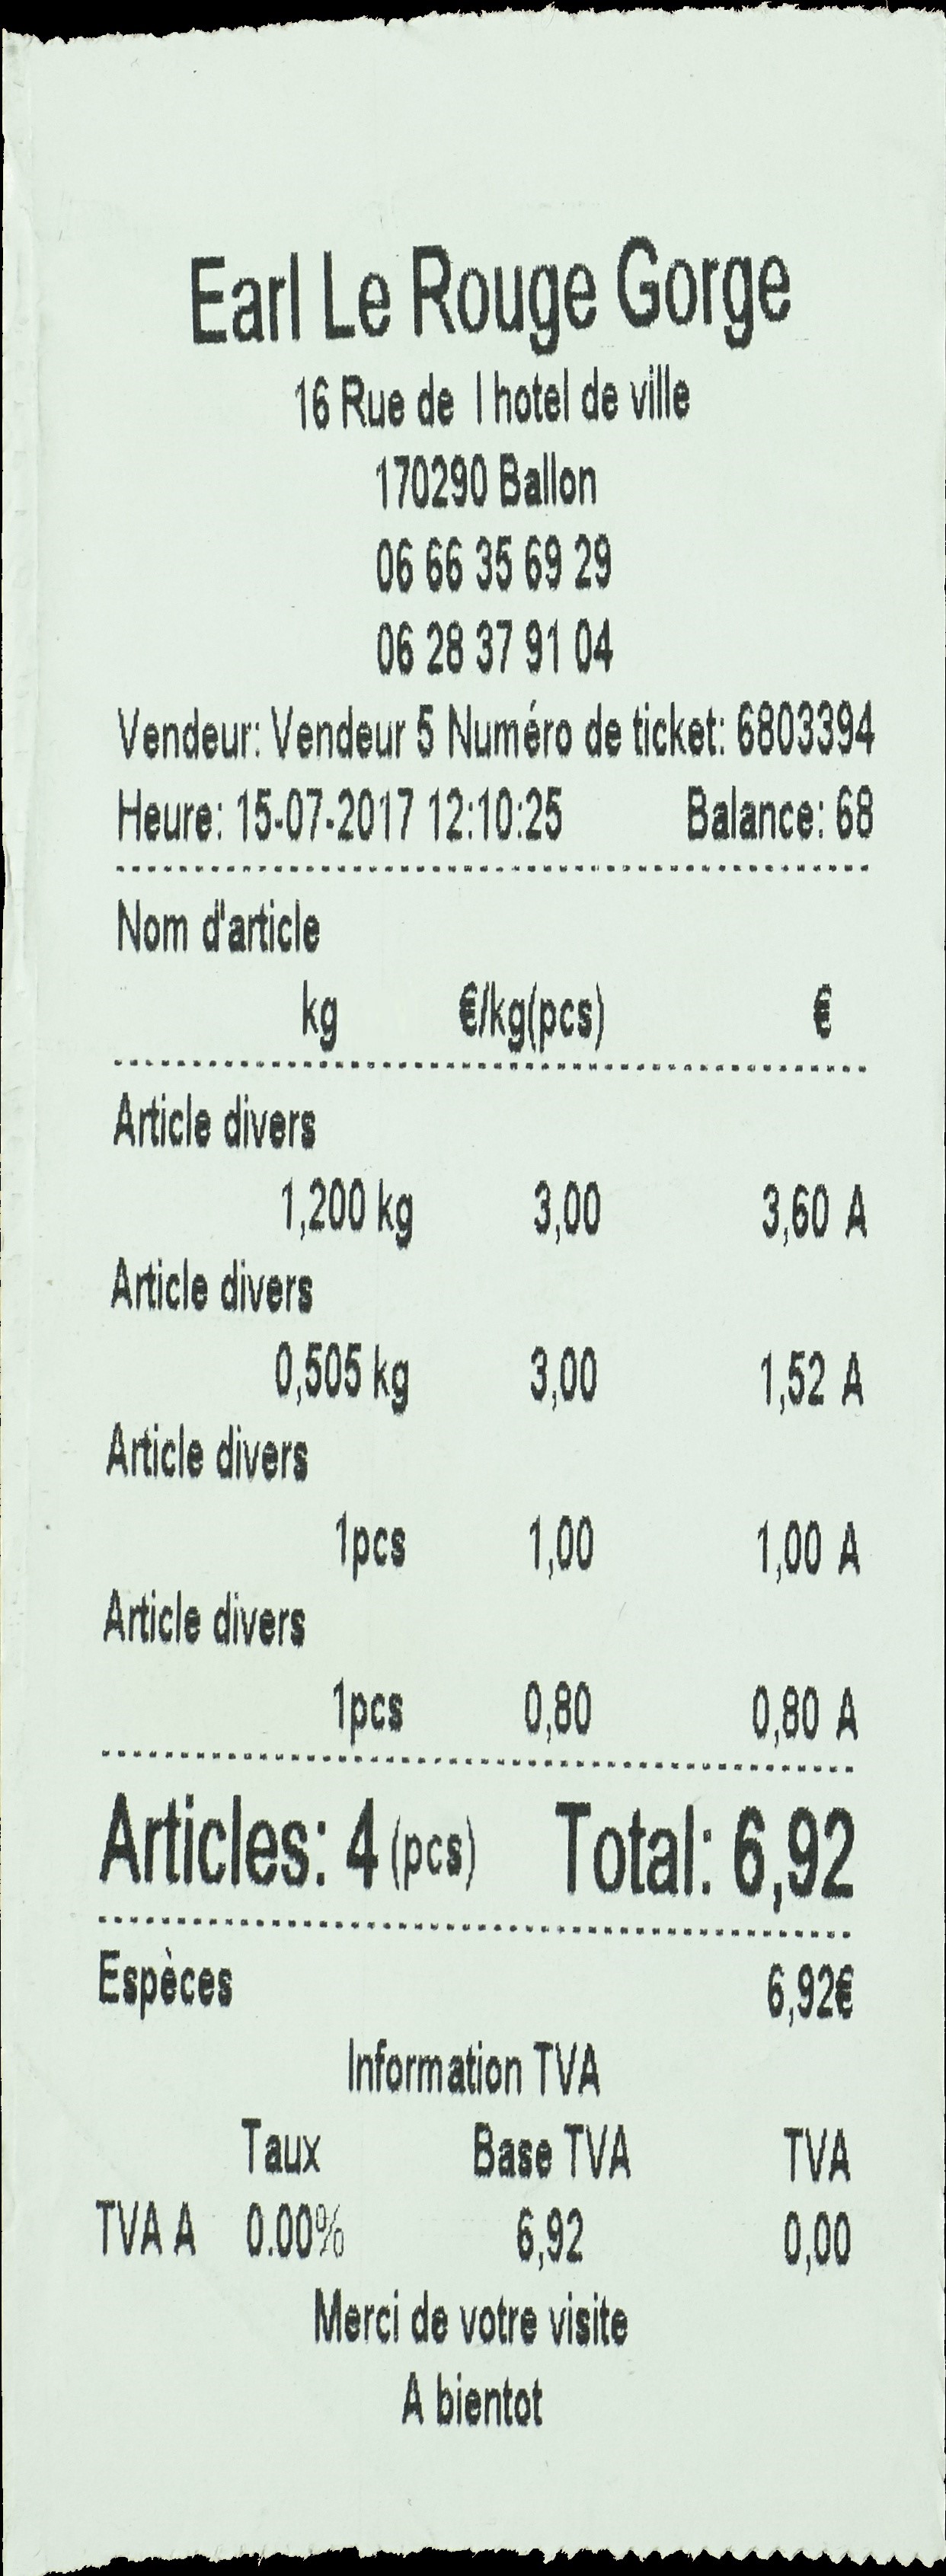 Earl Le Rouge Gorge
16 Rue de l hotel de ville
170290 Ballon
06 66 35 69 29
06 28 37 91 04
Vendeur: Vendeur 5 Numéro de ticket: 6803394
Heure: 15-07-2017 12:10:25 Balance: 68
Nom d'article
kg €/kg(pcs) €
Article divers
1,200 kg 3,00 3,60 A
Article divers
0,505 kg 3,00 1,52 A
Article divers
1pcs 1,00 1,00 A
Article divers
1pcs 0,80 0,80 A
Articles: 4 (pcs) Total: 6,92
Espèces 6,92€
Information TVA
Taux Base TVA TVA
TVA A 0.00% 6,92 0,00
Merci de votre visite
A bientot